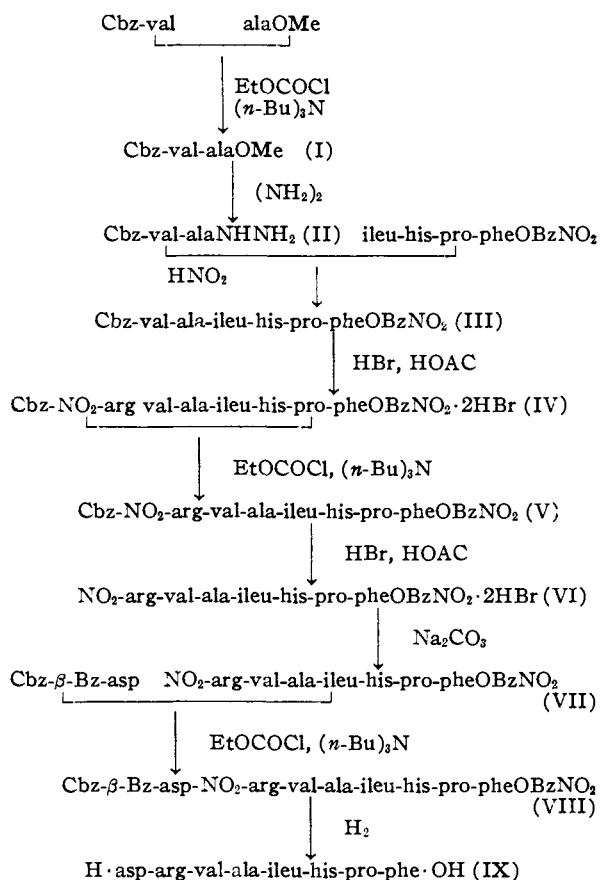 Cbz-val alaOMe
EtOCOCl
(n-Bu)₃N
Cbz-val-alaOMe (I)
(NH₂)₂
Cbz-val-alaNHNH₂ (II) ileu-his-pro-pheOBzNO₂
HNO₂
Cbz-val-ala-ileu-his-pro-pheOBzNO₂ (III)
HBr, HOAC
Cbz-NO₂-arg val-ala-ileu-his-pro-pheOBzNO₂·2HBr (IV)
EtOCOCl, (n-Bu)₃N
Cbz-NO₂-arg-val-ala-ileu-his-pro-pheOBzNO₂ (V)
HBr, HOAC
NO₂-arg-val-ala-ileu-his-pro-pheOBzNO₂·2HBr (VI)
Na₂CO₃
Cbz-β-Bz-asp NO₂-arg-val-ala-ileu-his-pro-pheOBzNO₂
(VII)
EtOCOCl, (n-Bu)₃N
Cbz-β-Bz-asp-NO₂-arg-val-ala-ileu-his-pro-pheOBzNO₂
(VIII)
H₂
H·asp-arg-val-ala-ileu-his-pro-phe·OH (IX)